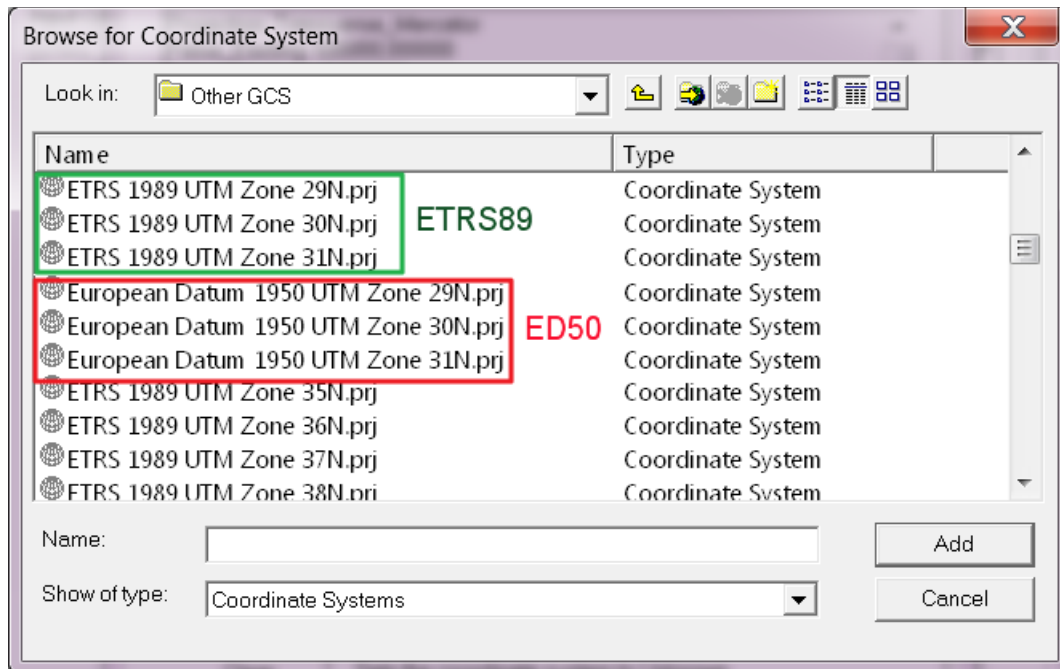 Browse for Coordinate System
X
Look in: Other GCS
Name Type
ETRS 1989 UTM Zone 29N.prj Coordinate System
ETRS 1989 UTM Zone 30N.prj Coordinate System
ETRS 1989 UTM Zone 31N.prj Coordinate System
ETRS89
European Datum 1950 UTM Zone 29N.prj Coordinate System
European Datum 1950 UTM Zone 30N.prj Coordinate System
European Datum 1950 UTM Zone 31N.prj Coordinate System
ED50
ETRS 1989 UTM Zone 35N.prj Coordinate System
ETRS 1989 UTM Zone 36N.prj Coordinate System
ETRS 1989 UTM Zone 37N.prj Coordinate System
ETRS 1989 UTM Zone 38N.prj Coordinate System
Name: Add
Show of type: Coordinate Systems Cancel